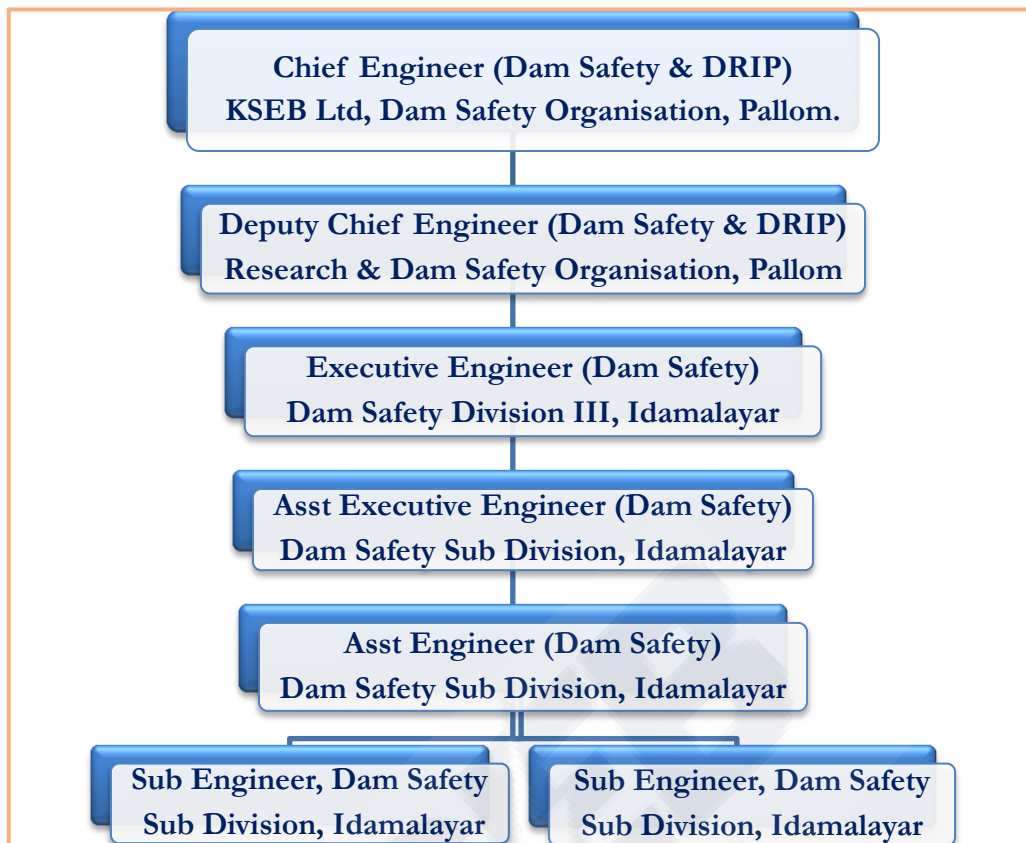 Chief Engineer (Dam Safety & DRIP)
KSEB Ltd, Dam Safety Organisation, Pallom.
Deputy Chief Engineer (Dam Safety & DRIP)
Research & Dam Safety Organisation, Pallom
Executive Engineer (Dam Safety)
Dam Safety Division III, Idamalayar
Asst Executive Engineer (Dam Safety)
Dam Safety Sub Division, Idamalayar
Asst Engineer (Dam Safety)
Dam Safety Sub Division, Idamalayar
Sub Engineer, Dam Safety
Sub Division, Idamalayar
Sub Engineer, Dam Safety
Sub Division, Idamalayar